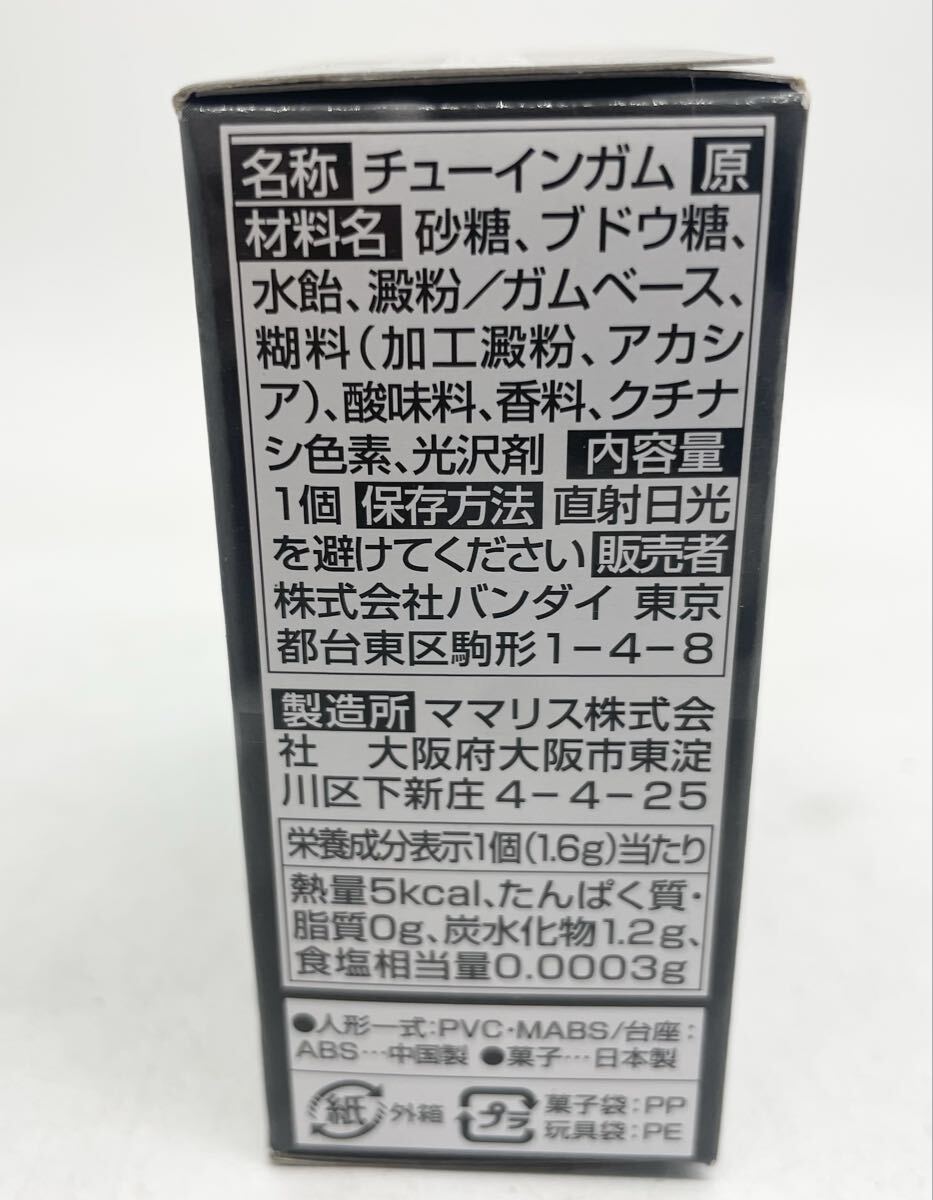 名称 チューインガム 原
材料名 砂糖、ブドウ糖、
水飴、澱粉/ガムベース、
糊料(加工澱粉、アカシ
ア)、酸味料、香料、クチナ
シ色素、光沢剤 内容量
1個 保存方法 直射日光
を避けてください 販売者
株式会社バンダイ 東京
都台東区駒形1-4-8
製造所 ママリス株式会
社 大阪府大阪市東淀
川区下新庄4-4-25
栄養成分表示1個(1.6g)当たり
熱量5kcal、たんぱく質・
脂質0g、炭水化物1.2g、
食塩相当量0.0003g
●人形一式:PVC・MABS/台座:
ABS…中国製 ●菓子…日本製
紙 外箱 プラ 菓子袋:PP
玩具袋:PE